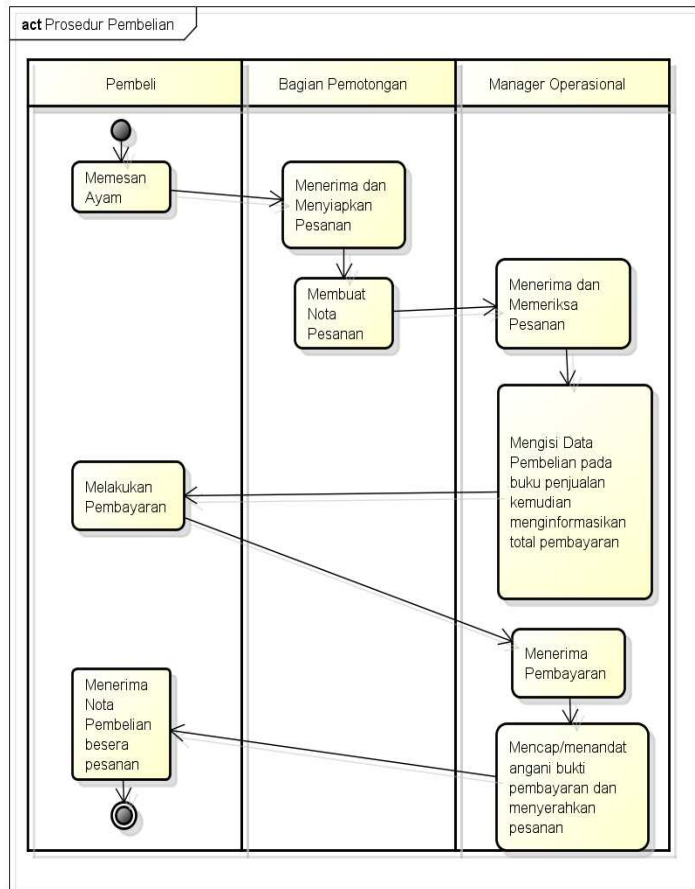 act Prosedur Pembelian
Pembeli
Bagian Pemotongan
Manager Operasional
Memesan
Ayam
Menerima dan
Menyiapkan
Pesanan
Membuat
Nota
Pesanan
Menerima dan
Memeriksa
Pesanan
Mengisi Data
Pembelian pada
buku penjualan
kemudian
menginformasikan
total pembayaran
Melakukan
Pembayaran
Menerima
Pembayaran
Mencap/menandat
angani bukti
pembayaran dan
menyerahkan
pesanan
Menerima
Nota
Pembelian
besera
pesanan